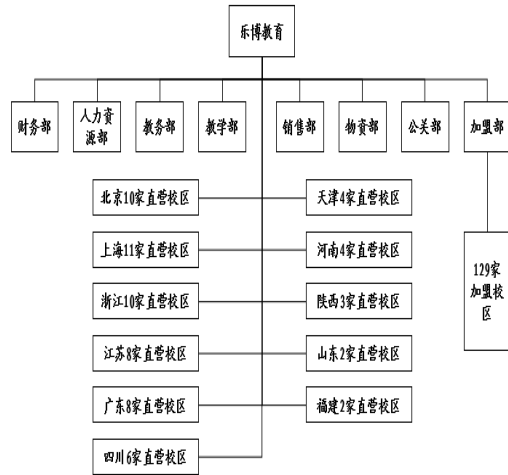 乐博教育
财务部
人力资
源部
教务部
教学部
销售部
物资部
公关部
加盟部
北京10家直营校区
天津4家直营校区
上海11家直营校区
河南4家直营校区
129家
加盟校
区
浙江10家直营校区
陕西3家直营校区
江苏8家直营校区
山东2家直营校区
广东8家直营校区
福建2家直营校区
四川6家直营校区